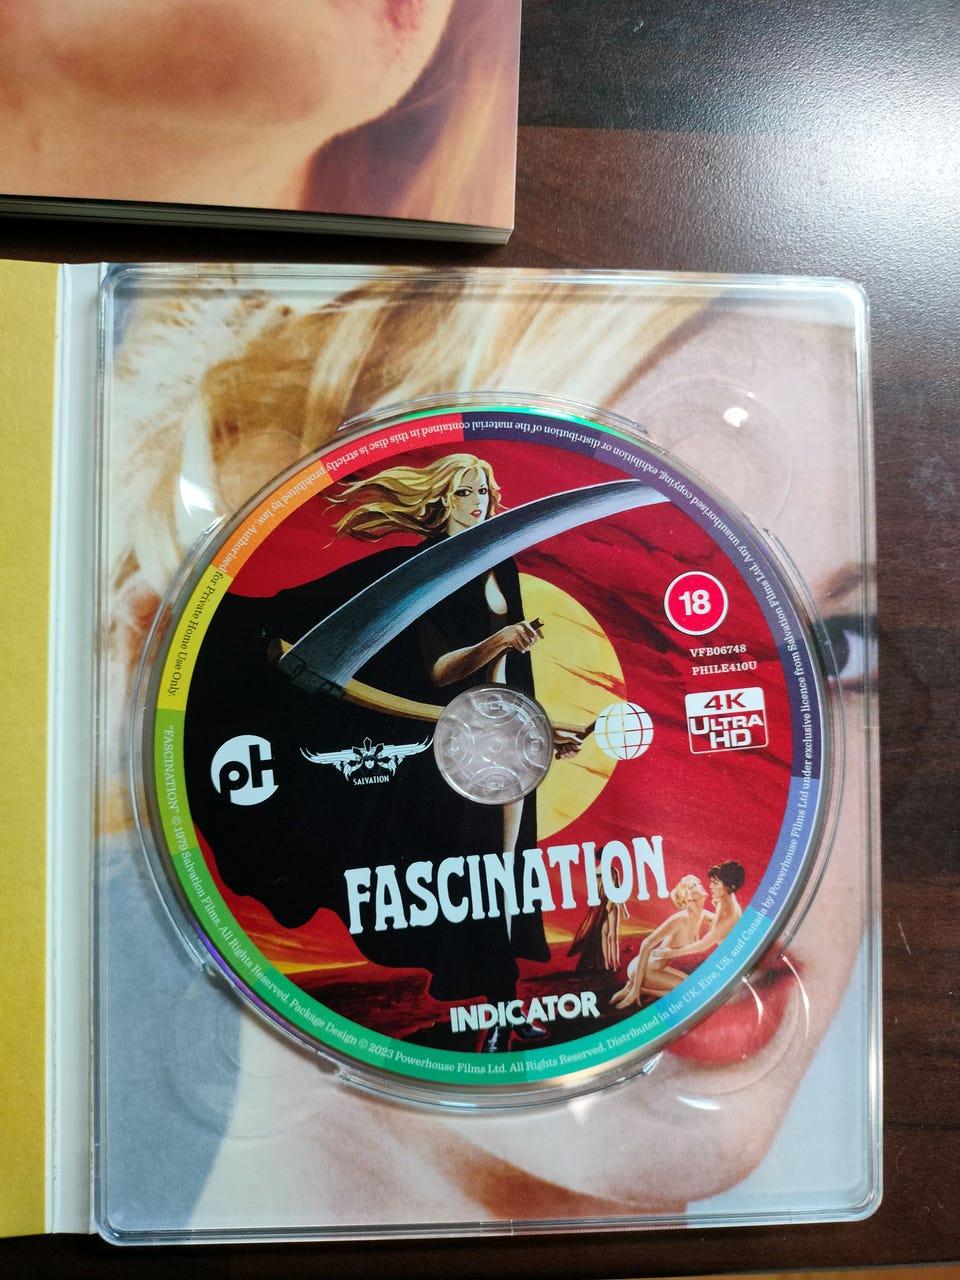 18
VFB06748
PHILE410U
4K
ULTRA
HD
pH
SALVATION
FASCINATION
INDICATOR
"FASCINATION" © 1979 Salvation Films. All Rights Reserved. Package Design © 2023 Powerhouse Films Ltd. All Rights Reserved. Distributed in the UK, Eire, US, and Canada by Powerhouse Films Ltd under exclusive licence from Salvation Films Ltd. Any unauthorised copying, exhibition or distribution of the material contained in this disc is strictly prohibited by law. Authorised for Private Home Use Only.